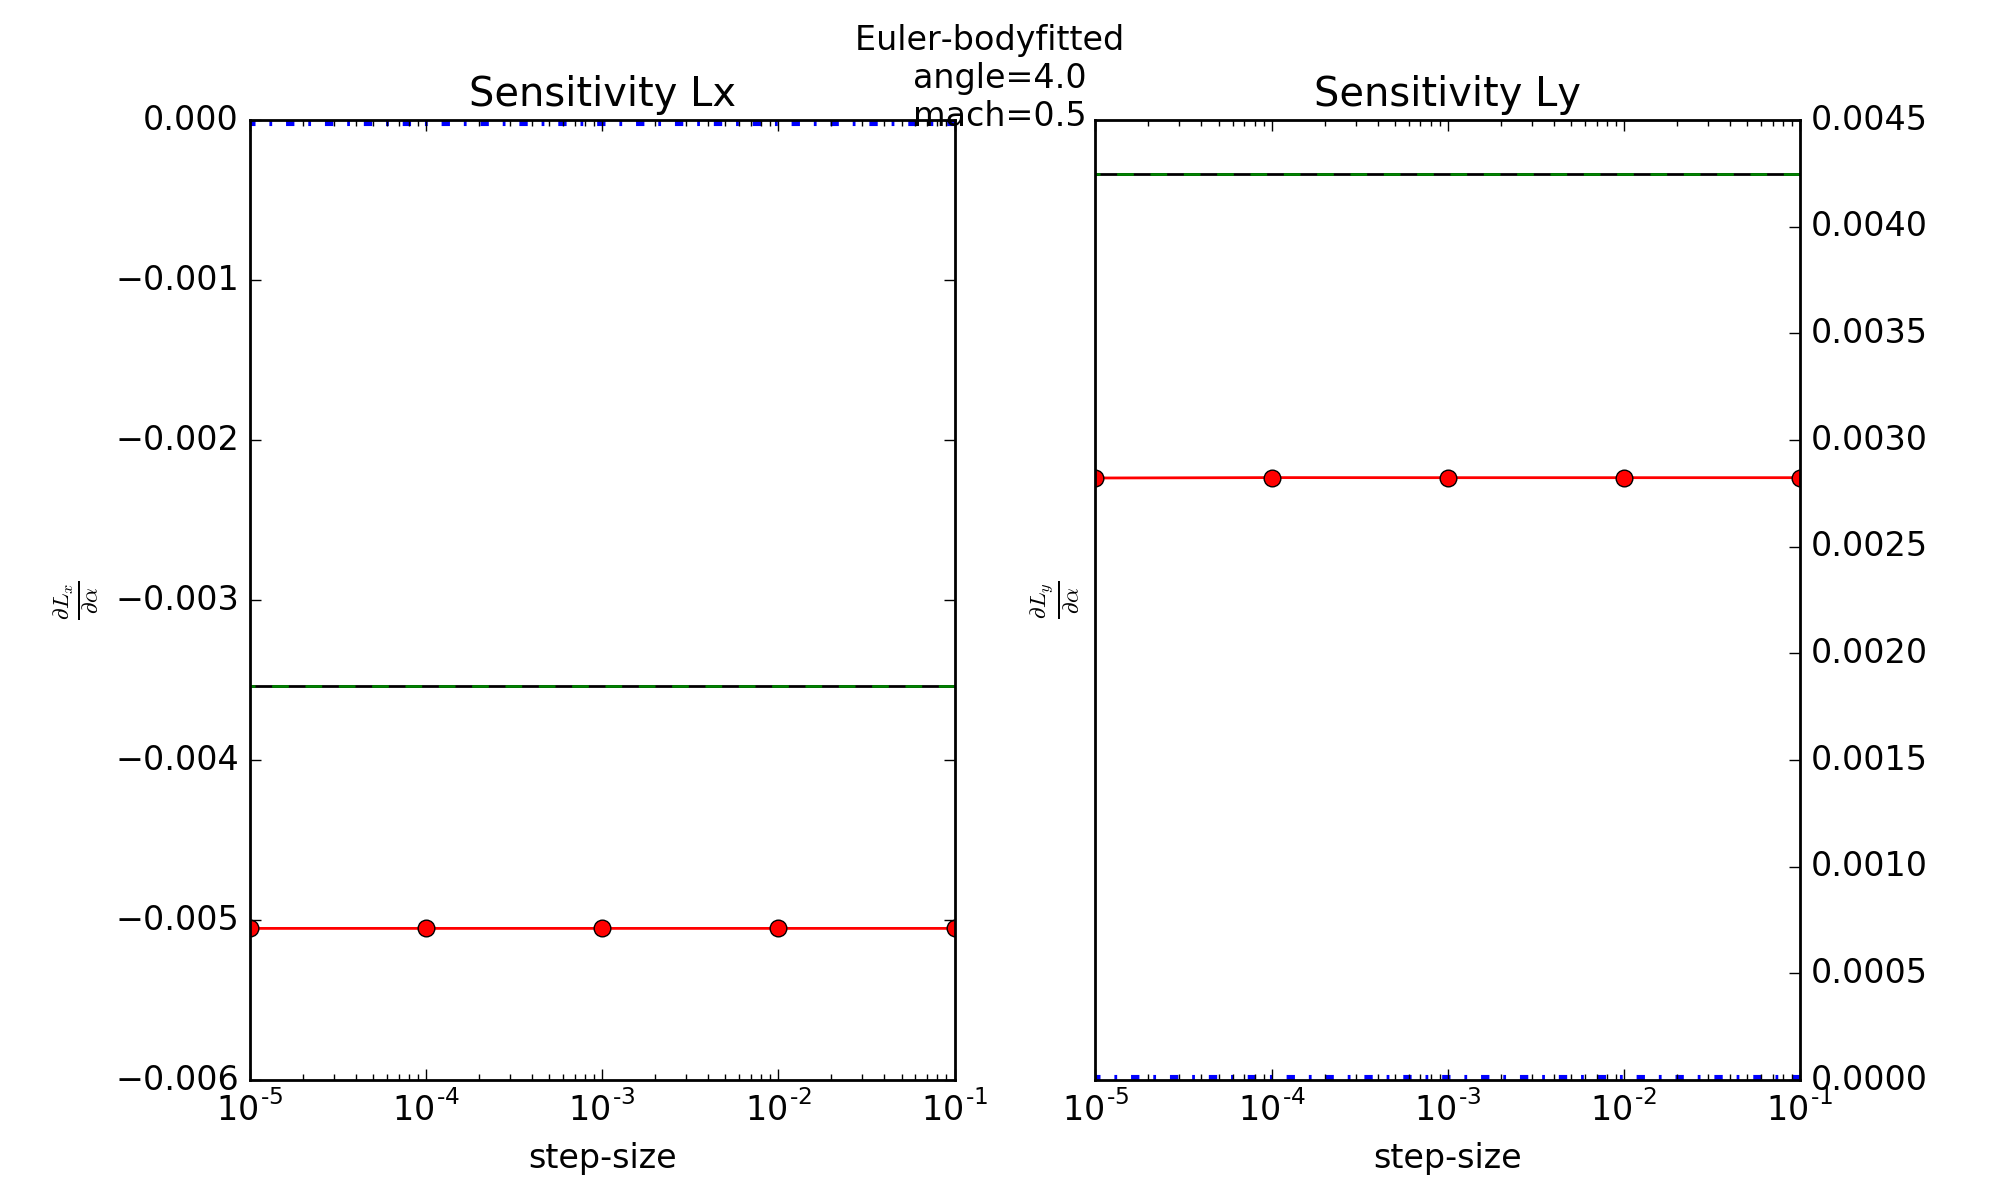 Euler-bodyfitted
angle=4.0
mach=0.5
Sensitivity Lx
0.000
−0.001
−0.002
−0.003
−0.004
−0.005
−0.006
∂Lₓ/∂α
10^-5 10^-4 10^-3 10^-2 10^-1
step-size
Sensitivity Ly
0.0045
0.0040
0.0035
0.0030
0.0025
0.0020
0.0015
0.0010
0.0005
0.0000
∂L_y/∂α
10^-5 10^-4 10^-3 10^-2 10^-1
step-size